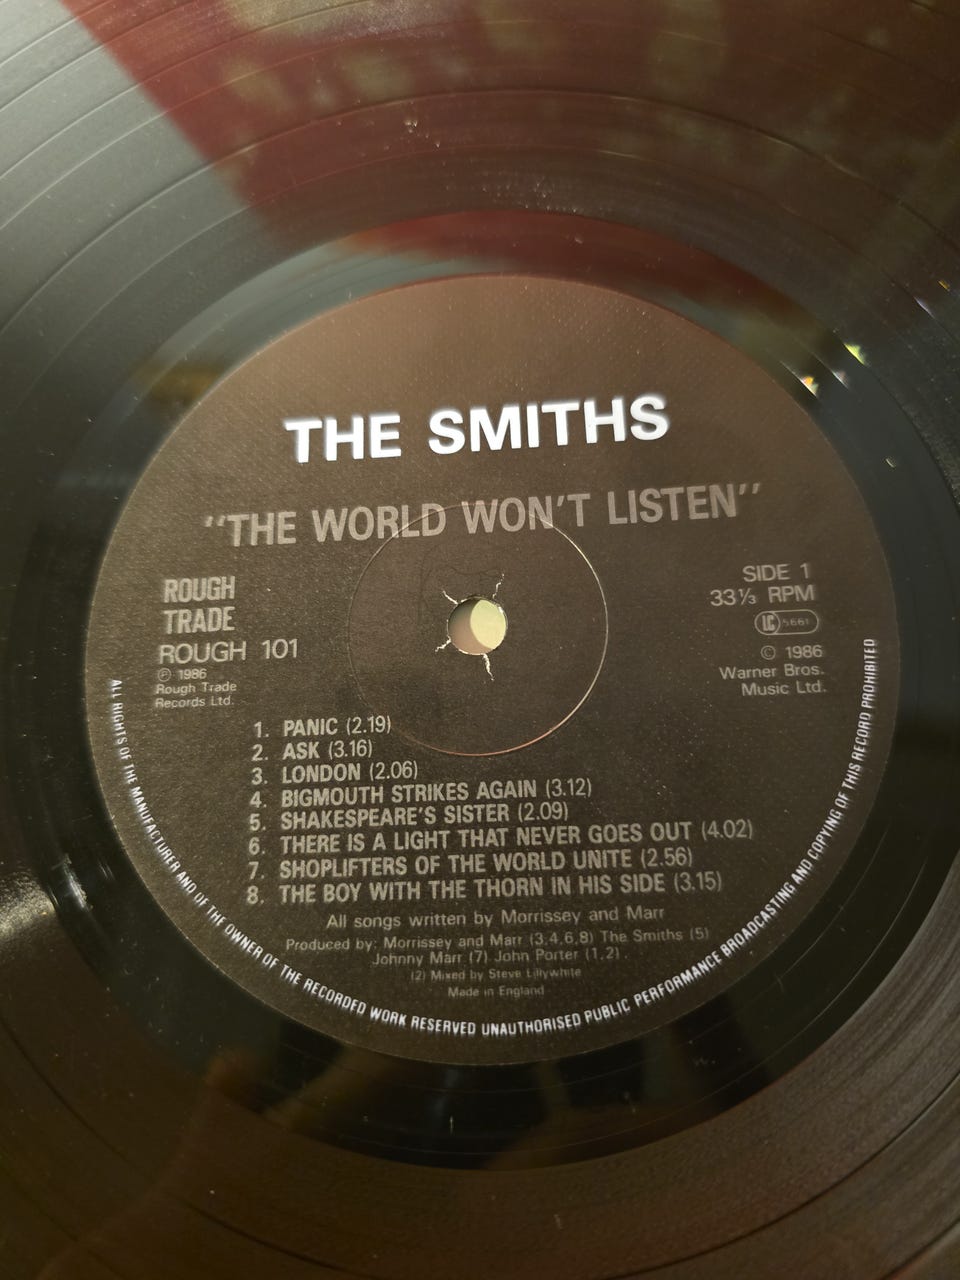 THE SMITHS
"THE WORLD WON'T LISTEN"
ROUGH
TRADE
ROUGH 101
Ⓟ 1986
Rough Trade
Records Ltd.
SIDE 1
33⅓ RPM
LC 5661
© 1986
Warner Bros.
Music Ltd.
1. PANIC (2.19)
2. ASK (3.16)
3. LONDON (2.06)
4. BIGMOUTH STRIKES AGAIN (3.12)
5. SHAKESPEARE'S SISTER (2.09)
6. THERE IS A LIGHT THAT NEVER GOES OUT (4.02)
7. SHOPLIFTERS OF THE WORLD UNITE (2.56)
8. THE BOY WITH THE THORN IN HIS SIDE (3.15)
All songs written by Morrissey and Marr
Produced by: Morrissey and Marr (3,4,6,8) The Smiths (5)
Johnny Marr (7) John Porter (1,2).
(2) Mixed by Steve Lillywhite
Made in England
ALL RIGHTS OF THE MANUFACTURER AND OF THE OWNER OF THE RECORDED WORK RESERVED UNAUTHORISED PUBLIC PERFORMANCE BROADCASTING AND COPYING OF THIS RECORD PROHIBITED